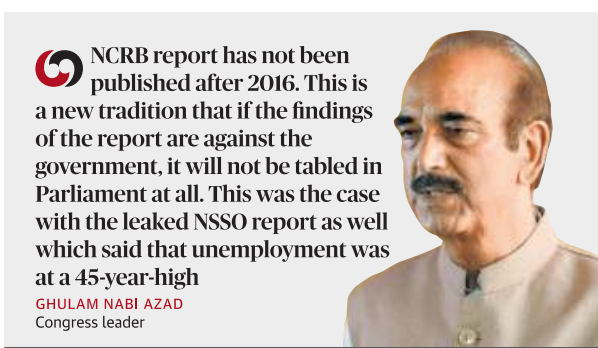 NCRB report has not been
published after 2016. This is
a new tradition that if the findings
of the report are against the
government, it will not be tabled in
Parliament at all. This was the case
with the leaked NSSO report as well
which said that unemployment was
at a 45-year-high
GHULAM NABI AZAD
Congress leader